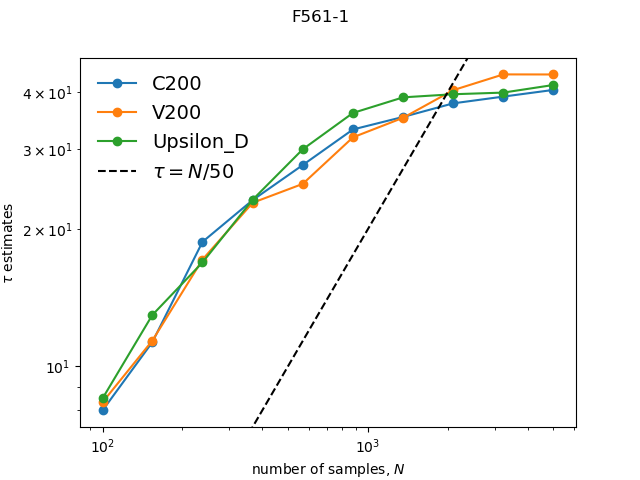 F561-1
C200
V200
Upsilon_D
τ = N/50
4 × 10¹
3 × 10¹
2 × 10¹
10¹
τ estimates
10²
10³
number of samples, N